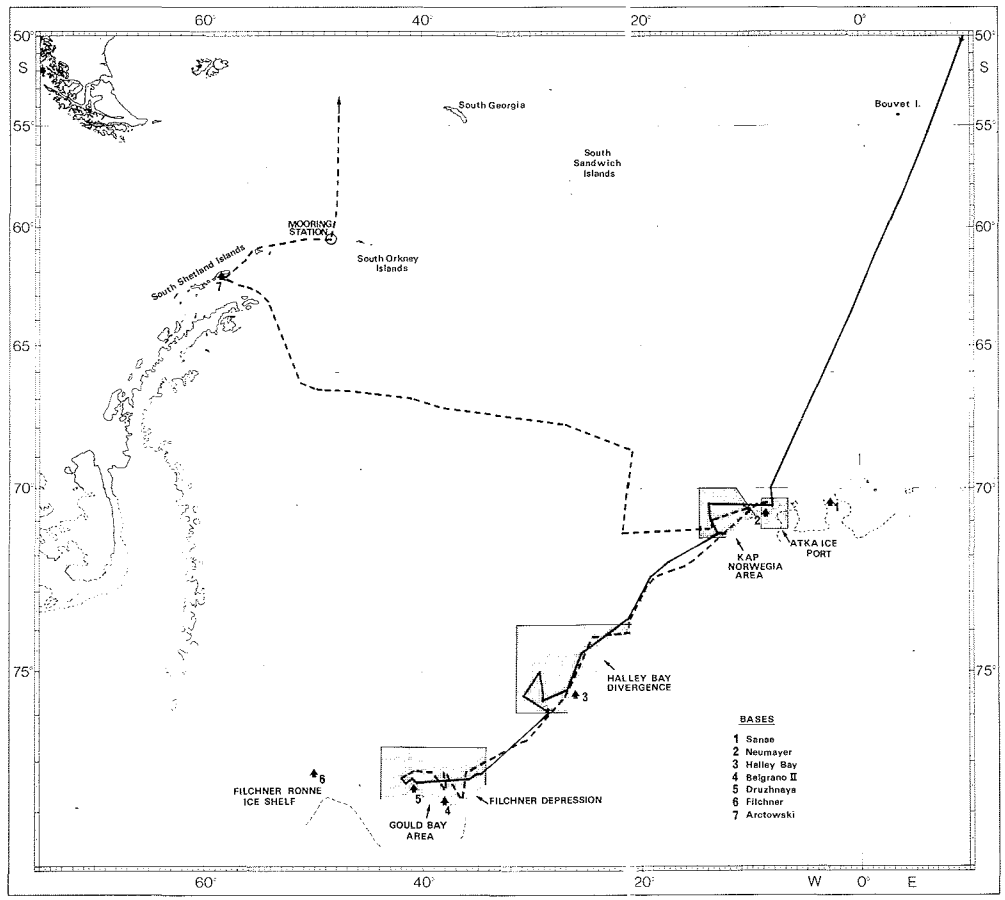 60° 40° 20° 0°
50° 50°
S S
South Georgia
Bouvet I.
55° 55°
South
Sandwich
Islands
MOORING
STATION
60° 60°
South Orkney
Islands
South Shetland Islands
7
65 65
70° 70°
1
2
ATKA ICE
PORT
KAP
NORWEGIA
AREA
75° 75°
HALLEY BAY
DIVERGENCE
3
BASES
1 Sanae
2 Neumayer
3 Halley Bay
4 Belgrano II
5 Druzhnaya
6 Filchner
7 Arctowski
6
FILCHNER RONNE
ICE SHELF
5
4
FILCHNER DEPRESSION
GOULD BAY
AREA
60° 40° 20° W 0° E